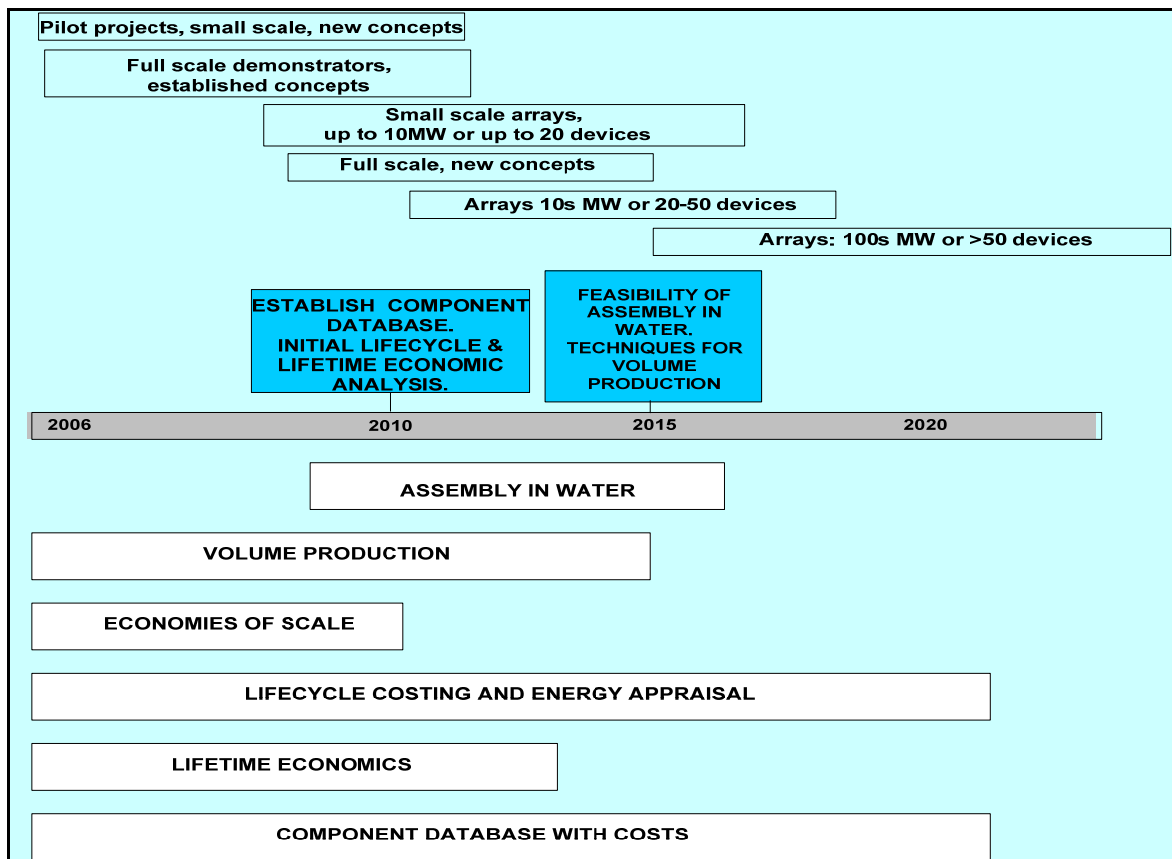 Pilot projects, small scale, new concepts
Full scale demonstrators,
established concepts
Small scale arrays,
up to 10MW or up to 20 devices
Full scale, new concepts
Arrays 10s MW or 20-50 devices
Arrays: 100s MW or >50 devices
ESTABLISH COMPONENT
DATABASE.
INITIAL LIFECYCLE &
LIFETIME ECONOMIC
ANALYSIS.
FEASIBILITY OF
ASSEMBLY IN
WATER.
TECHNIQUES FOR
VOLUME
PRODUCTION
2006 2010 2015 2020
ASSEMBLY IN WATER
VOLUME PRODUCTION
ECONOMIES OF SCALE
LIFECYCLE COSTING AND ENERGY APPRAISAL
LIFETIME ECONOMICS
COMPONENT DATABASE WITH COSTS